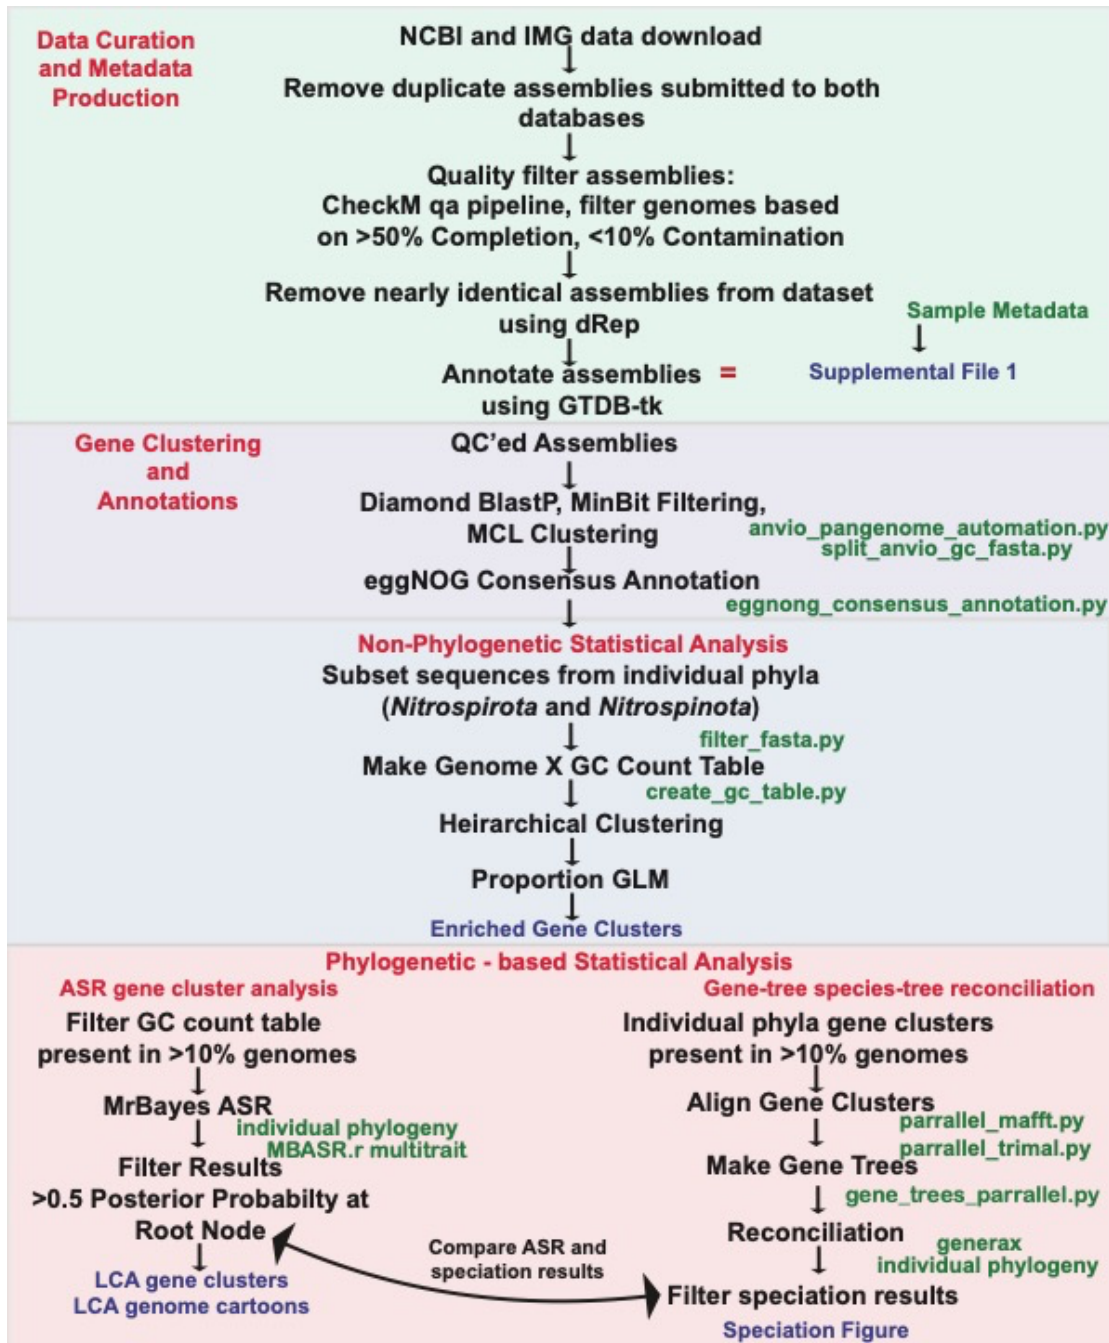 Data Curation
and Metadata
Production
NCBI and IMG data download
Remove duplicate assemblies submitted to both
databases
Quality filter assemblies:
CheckM qa pipeline, filter genomes based
on >50% Completion, <10% Contamination
Remove nearly identical assemblies from dataset
using dRep
Sample Metadata
Annotate assemblies =
using GTDB-tk
Supplemental File 1
Gene Clustering
and
Annotations
QC'ed Assemblies
Diamond BlastP, MinBit Filtering,
MCL Clustering
anvio_pangenome_automation.py
split_anvio_gc_fasta.py
eggNOG Consensus Annotation
eggnong_consensus_annotation.py
Non-Phylogenetic Statistical Analysis
Subset sequences from individual phyla
(Nitrospirota and Nitrospinota)
filter_fasta.py
Make Genome X GC Count Table
create_gc_table.py
Heirarchical Clustering
Proportion GLM
Enriched Gene Clusters
Phylogenetic - based Statistical Analysis
ASR gene cluster analysis
Filter GC count table
present in >10% genomes
MrBayes ASR
individual phylogeny
MBASR.r multitrait
Filter Results
>0.5 Posterior Probabilty at
Root Node
LCA gene clusters
LCA genome cartoons
Compare ASR and
speciation results
Gene-tree species-tree reconciliation
Individual phyla gene clusters
present in >10% genomes
Align Gene Clusters
parrallel_mafft.py
parrallel_trimal.py
Make Gene Trees
gene_trees_parrallel.py
Reconciliation
generax
individual phylogeny
Filter speciation results
Speciation Figure